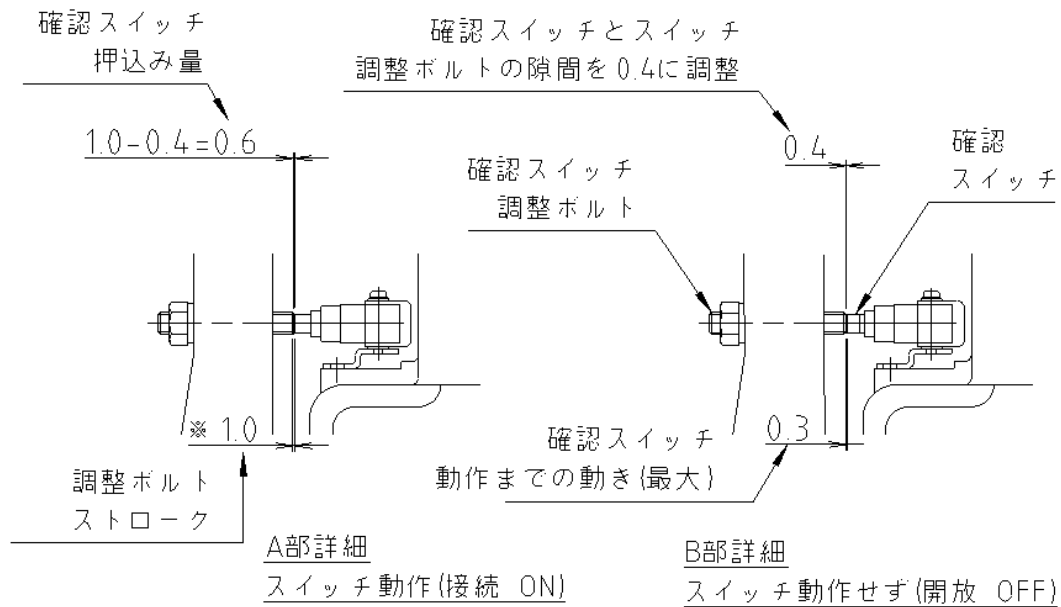 確認スイッチ
押込み量
1.0-0.4=0.6
確認スイッチとスイッチ
調整ボルトの隙間を0.4に調整
0.4
確認
スイッチ
確認スイッチ
調整ボルト
※1.0
調整ボルト
ストローク
A部詳細
スイッチ動作(接続 ON)
0.3
確認スイッチ
動作までの動き(最大)
B部詳細
スイッチ動作せず(開放 OFF)